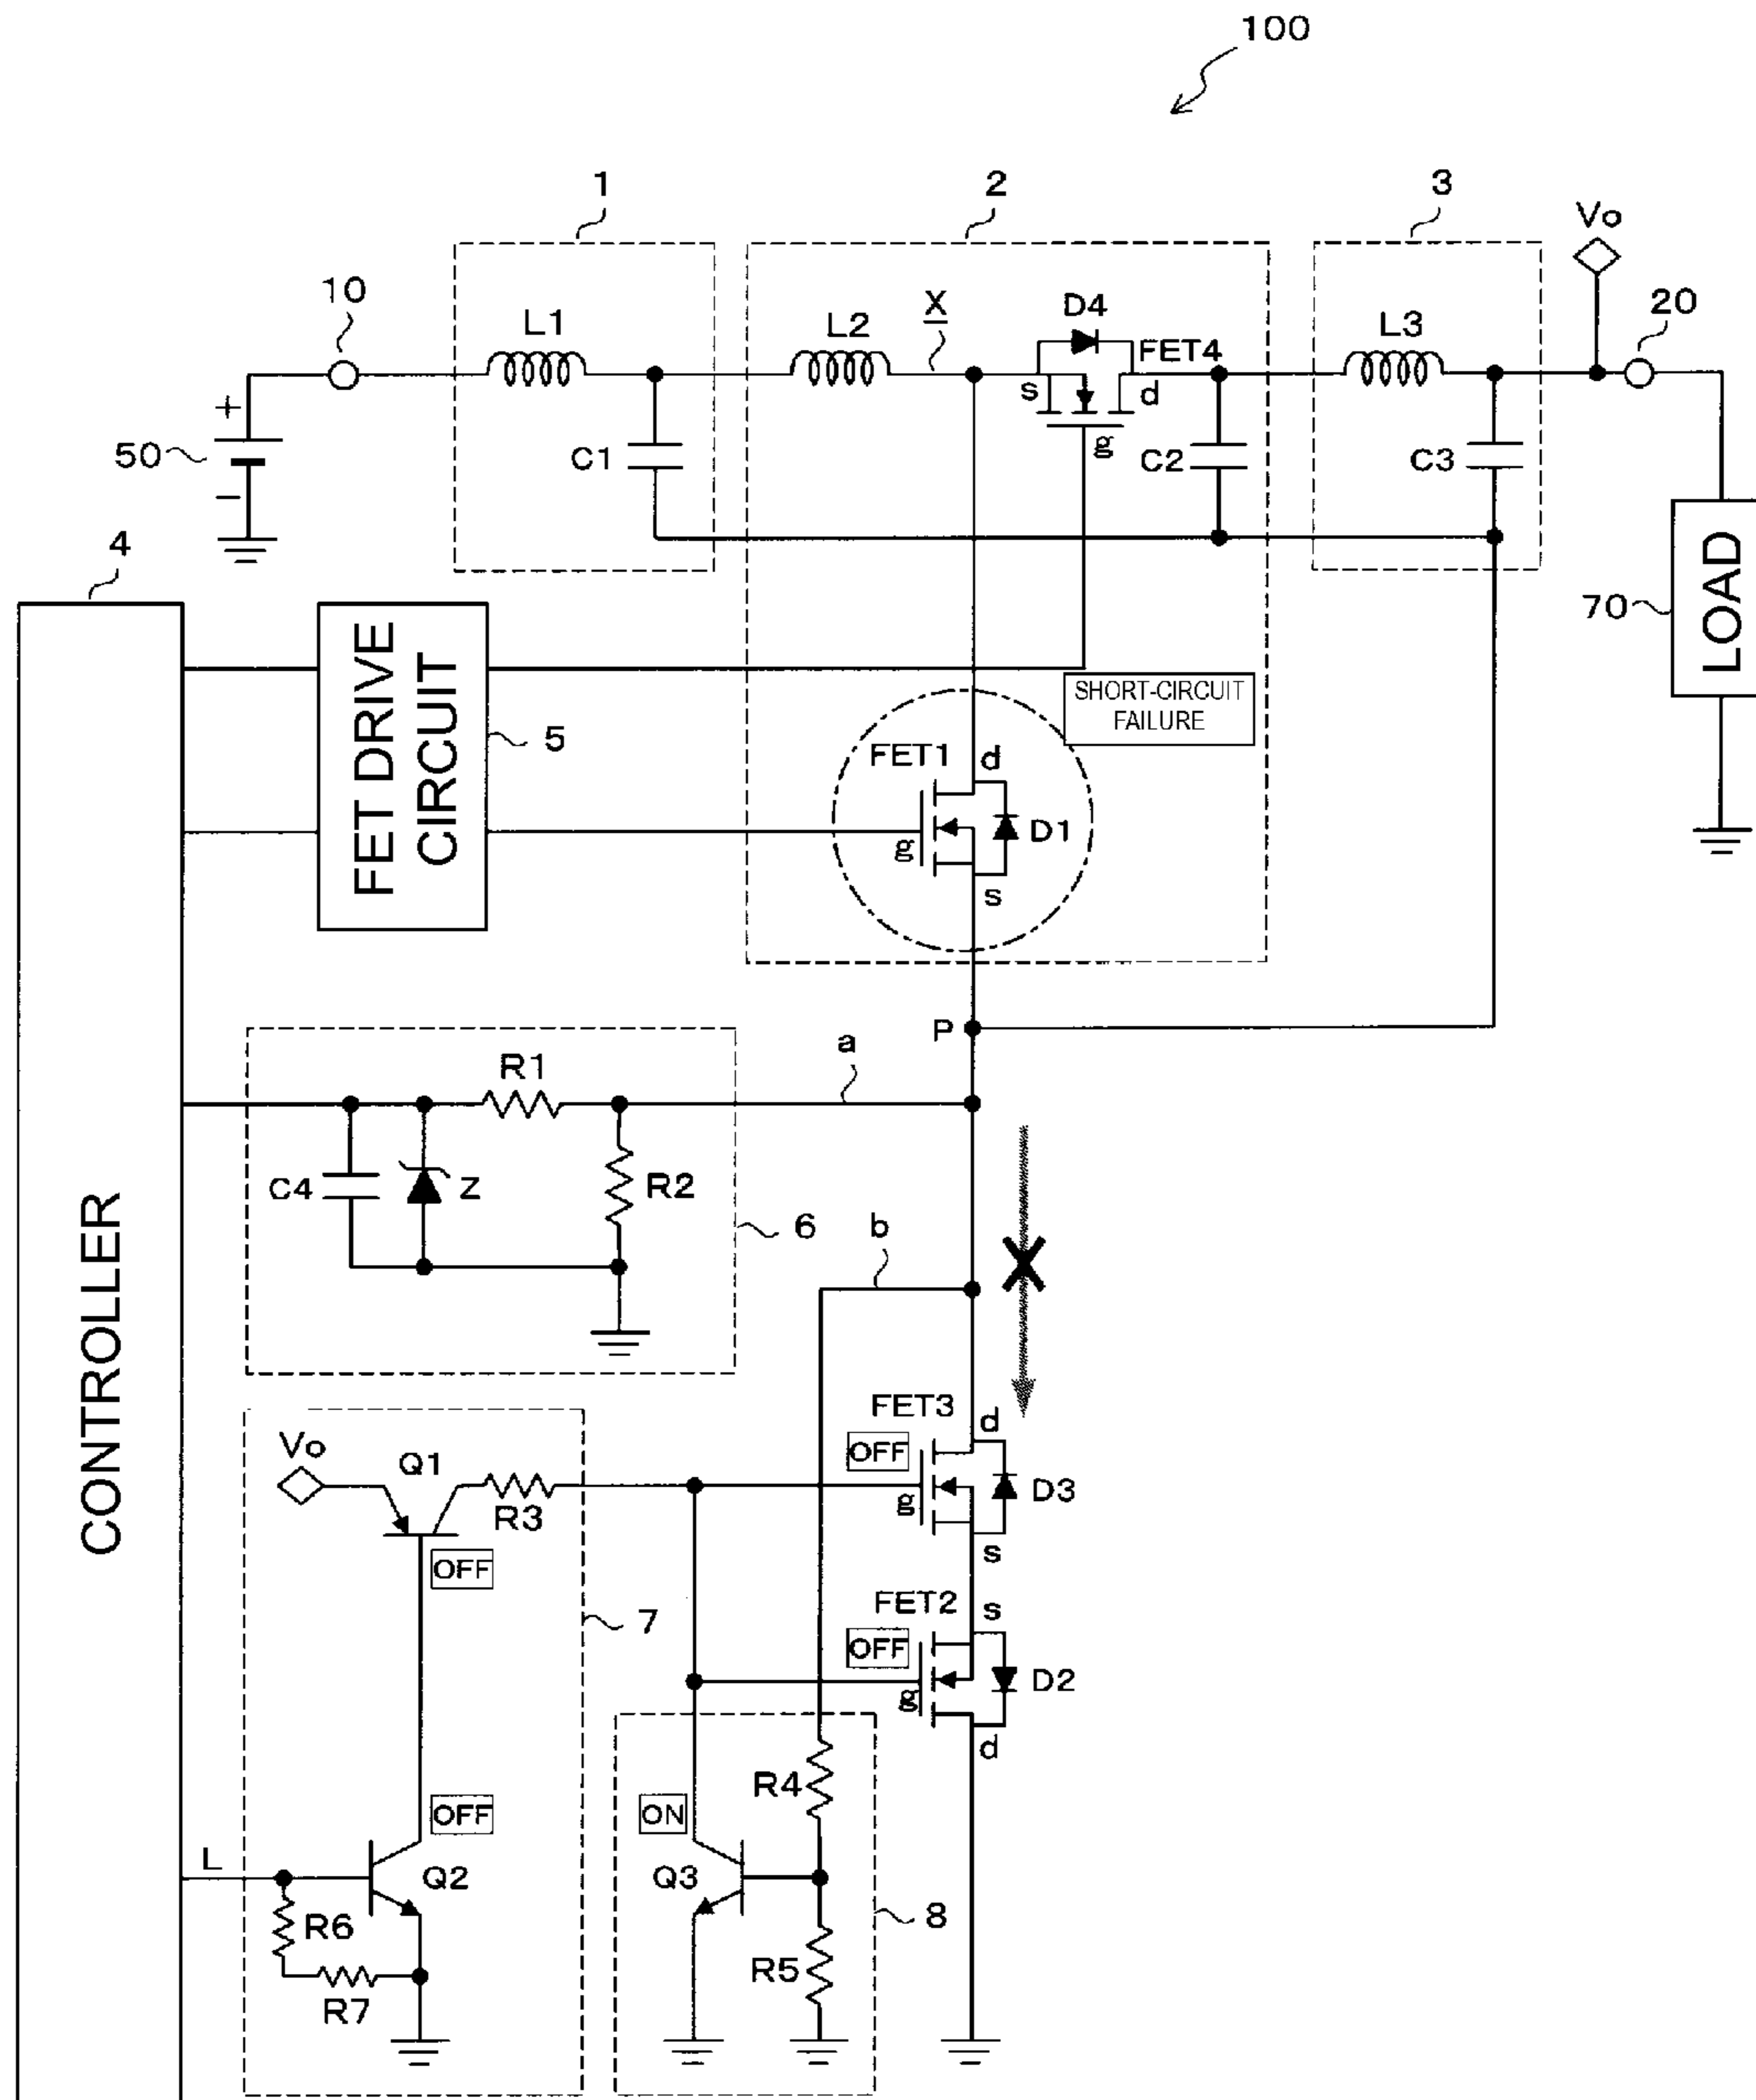 100
1
2
3
Vo
10
L1
L2
X
D4
FET4
L3
20
+
s
d
g
50
C1
C2
C3
−
4
70
LOAD
FET DRIVE
CIRCUIT
5
SHORT-CIRCUIT
FAILURE
FET1
d
g
D1
s
P
a
R1
C4
Z
R2
6
b
CONTROLLER
FET3
d
OFF
Vo
Q1
R3
g
D3
OFF
s
FET2
s
7
OFF
g
D2
d
R4
OFF
ON
L
Q2
Q3
8
R6
R5
R7